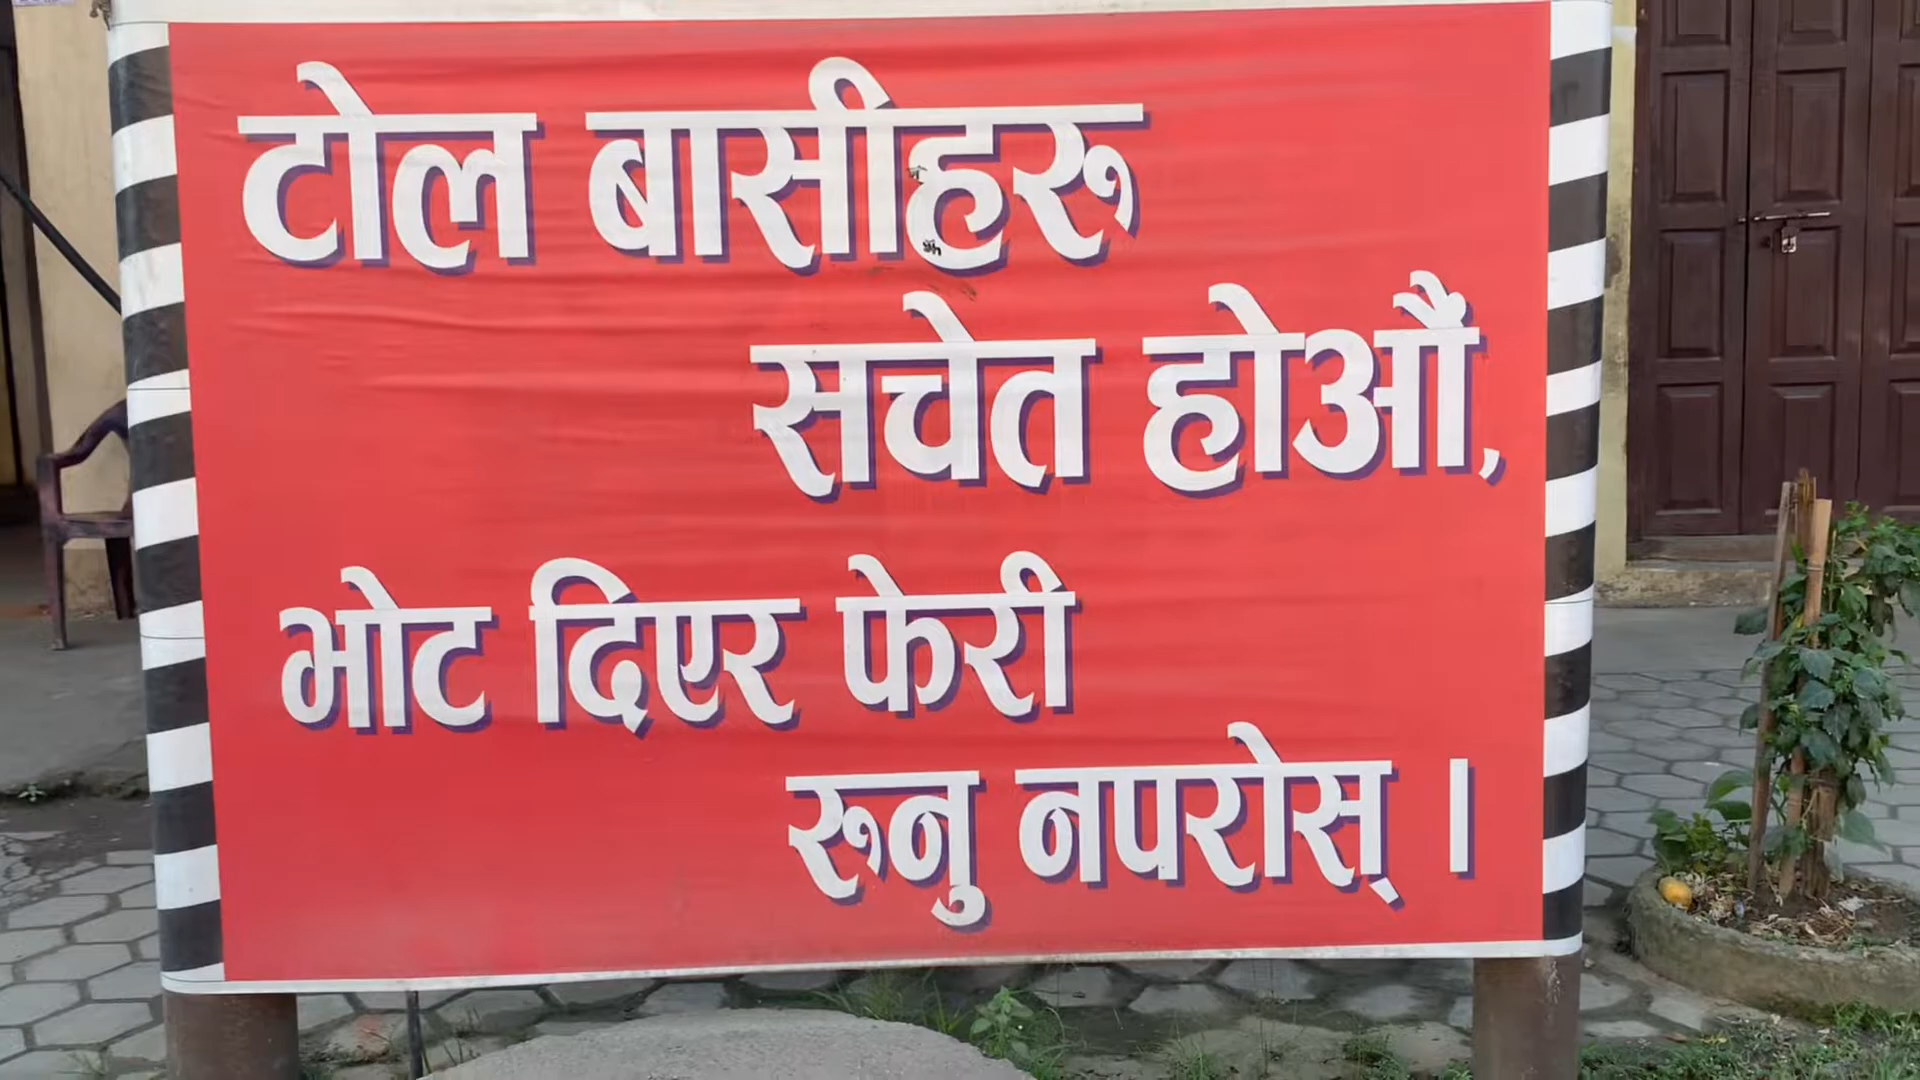 टोल बासीहरू
सचेत होऔं,
भोट दिएर फेरी
रूनु नपरोस् ।